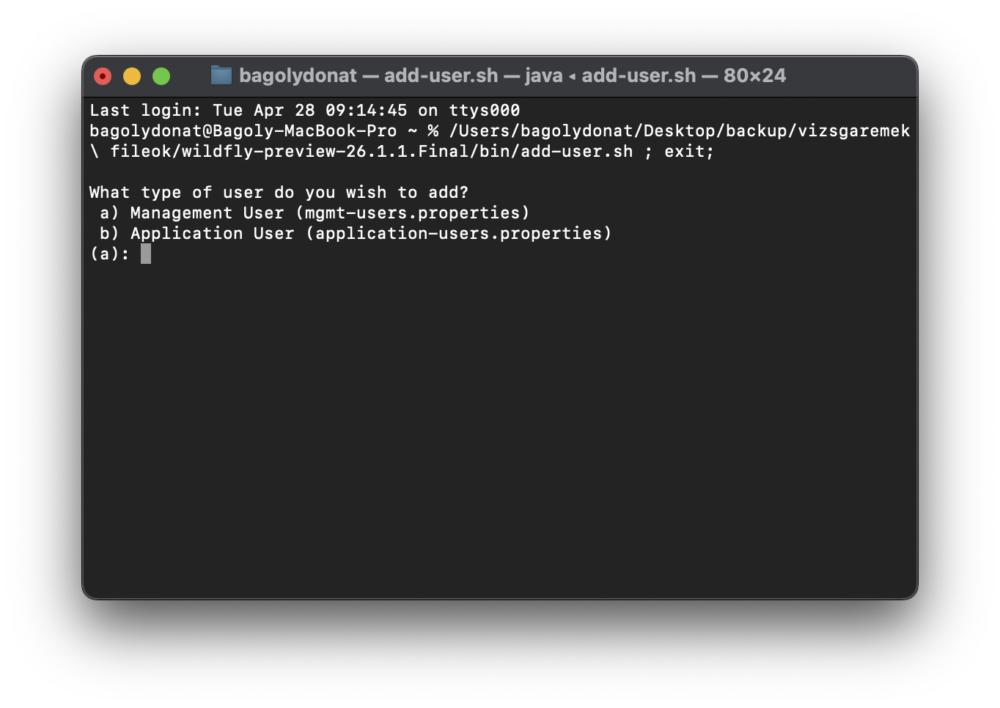 bagolydonat — add-user.sh — java ◂ add-user.sh — 80×24
Last login: Tue Apr 28 09:14:45 on ttys000
bagolydonat@Bagoly-MacBook-Pro ~ % /Users/bagolydonat/Desktop/backup/vizsgaremek
\ fileok/wildfly-preview-26.1.1.Final/bin/add-user.sh ; exit;
What type of user do you wish to add?
 a) Management User (mgmt-users.properties)
 b) Application User (application-users.properties)
(a):